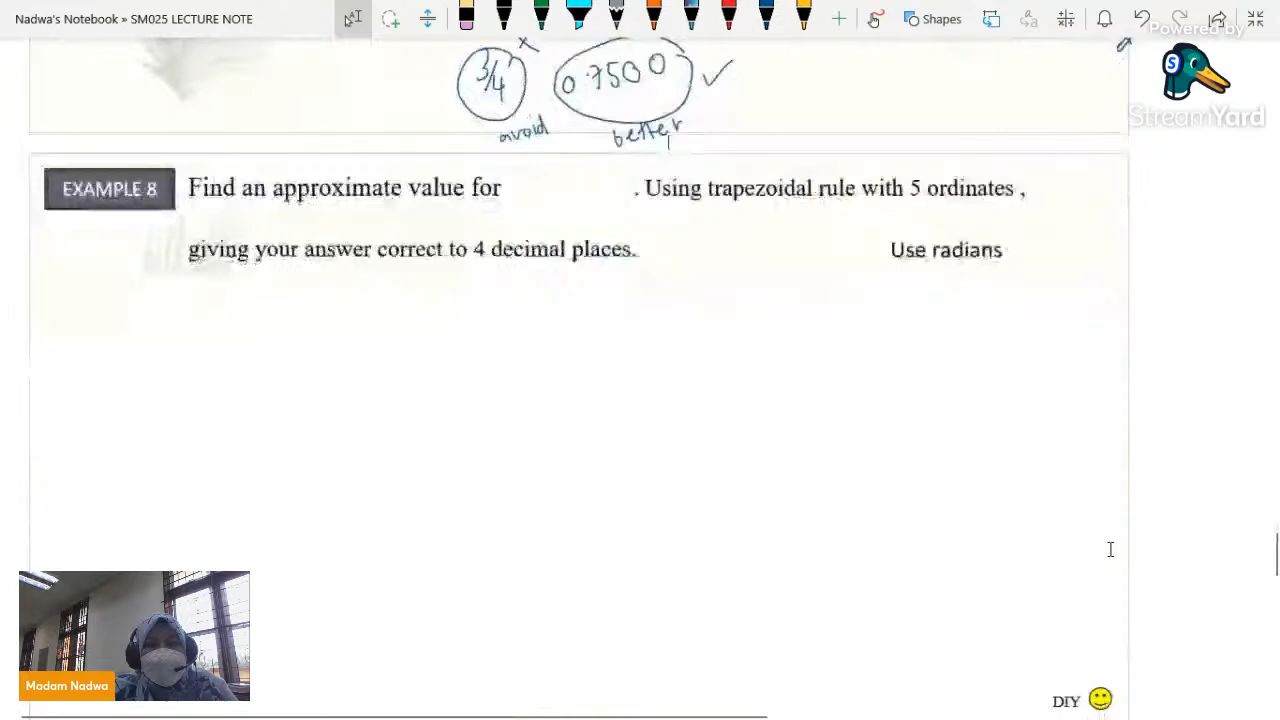 Nadwa's Notebook » SM025 LECTURE NOTE
Shapes
Powered by
StreamYard
3/4 x 0.7500 ✓
avoid better
EXAMPLE 8 Find an approximate value for . Using trapezoidal rule with 5 ordinates ,
giving your answer correct to 4 decimal places. Use radians
Madam Nadwa
DIY